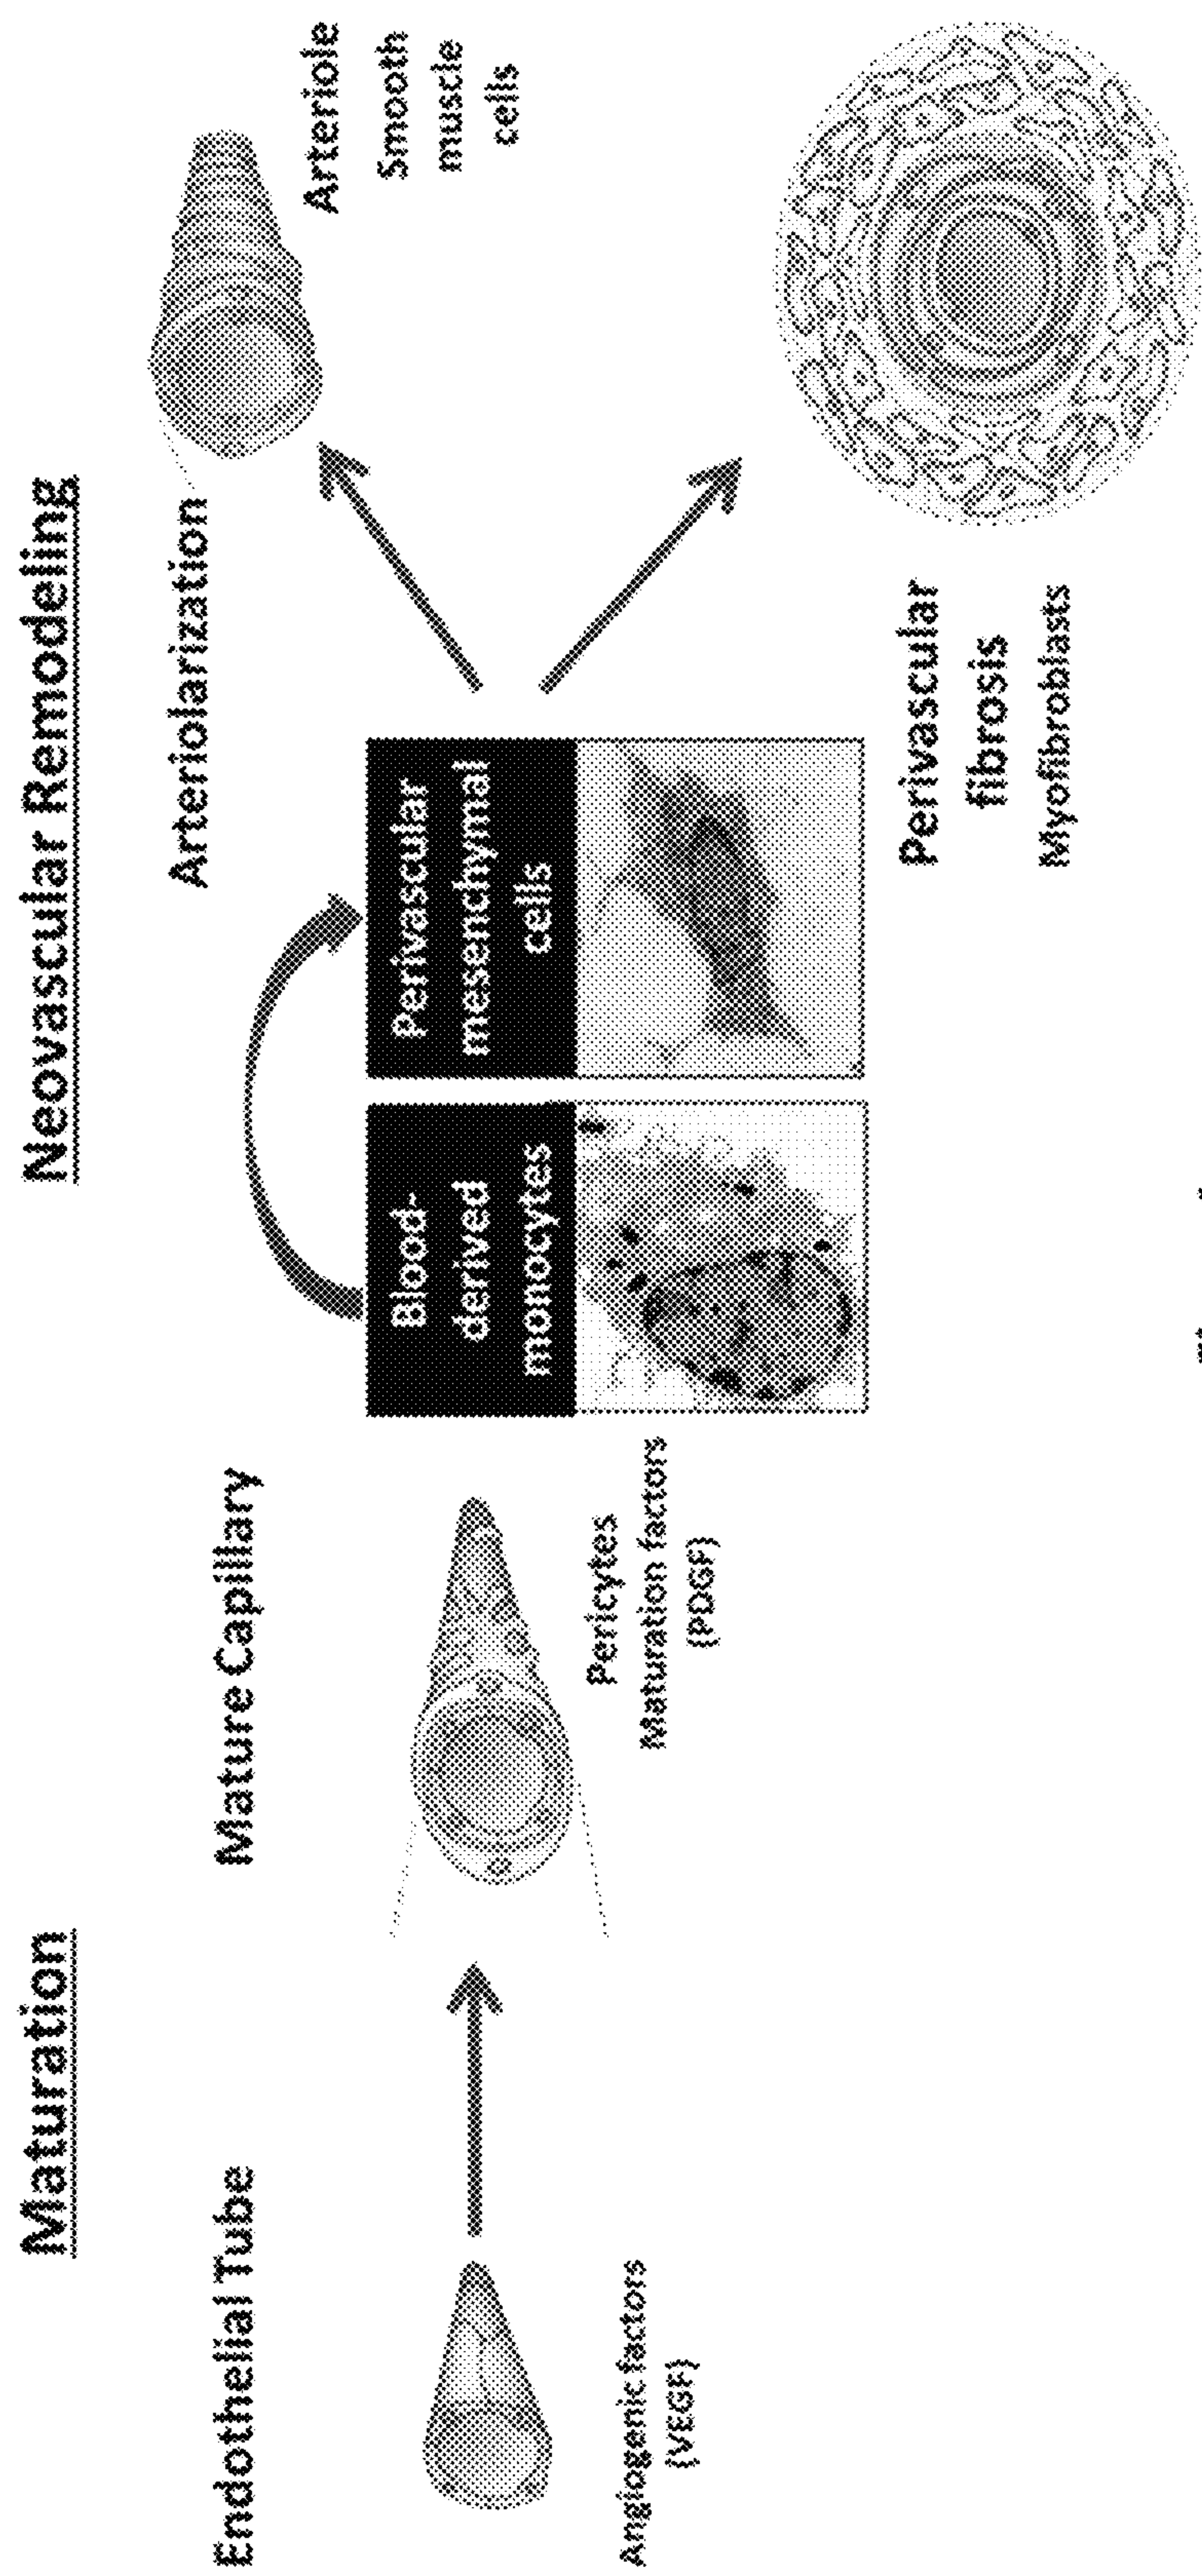 Maturation
Neovascular Remodeling
Endothelial Tube
Angiogenic factors
(VEGF)
Mature Capillary
Pericytes
Maturation factors
(PDGF)
Blood-
derived
monocytes
Perivascular
mesenchymal
cells
Arteriolarization
Arteriole
Smooth
muscle
cells
Perivascular
fibrosis
Myofibroblasts